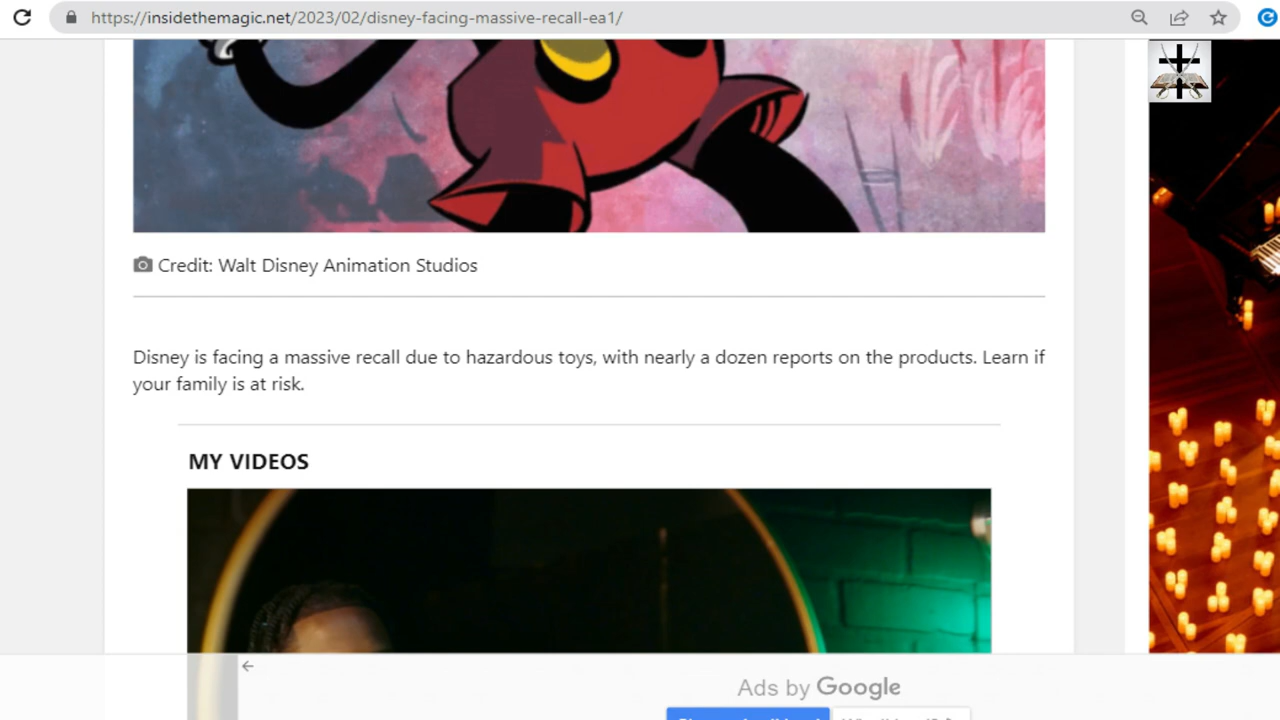 https://insidethemagic.net/2023/02/disney-facing-massive-recall-ea1/
Credit: Walt Disney Animation Studios
Disney is facing a massive recall due to hazardous toys, with nearly a dozen reports on the products. Learn if
your family is at risk.
MY VIDEOS
Ads by Google